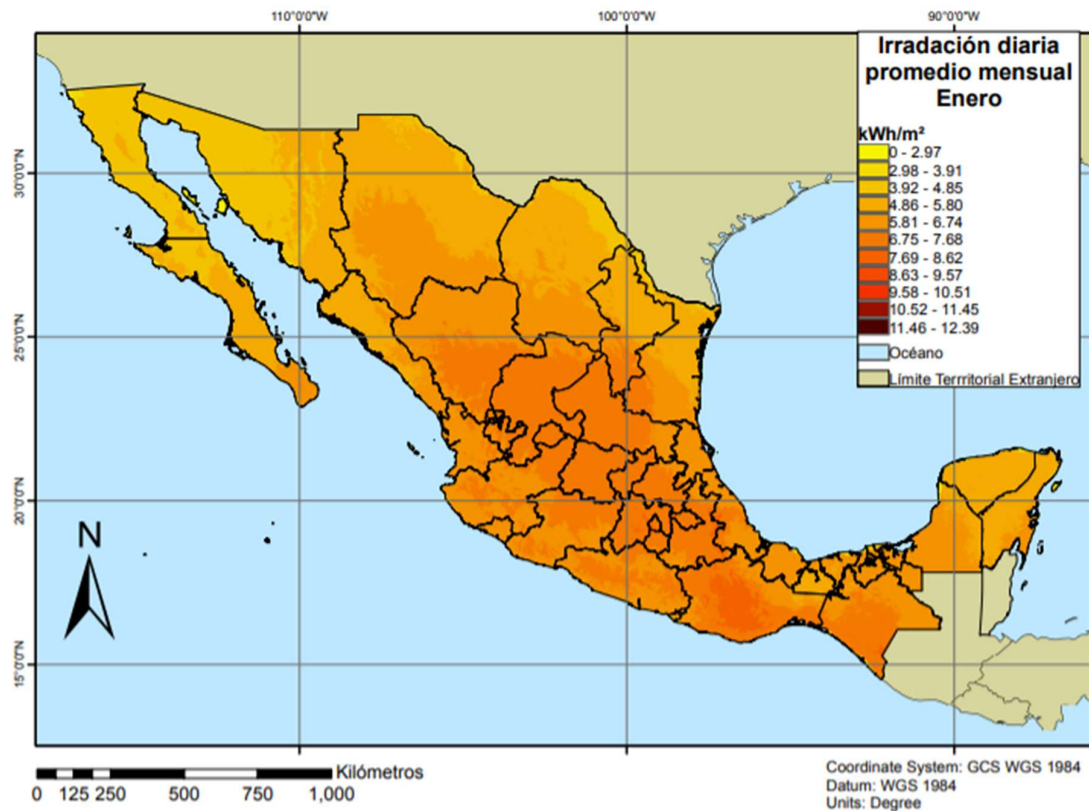 110°0'0"W
100°0'0"W
90°0'0"W
Irradación diaria
promedio mensual
Enero
kWh/m²
0 - 2.97
2.98 - 3.91
3.92 - 4.85
4.86 - 5.80
5.81 - 6.74
6.75 - 7.68
7.69 - 8.62
8.63 - 9.57
9.58 - 10.51
10.52 - 11.45
11.46 - 12.39
Océano
Límite Terrritorial Extranjero
30°0'0"N
25°0'0"N
20°0'0"N
15°0'0"N
N
Kilómetros
0 125 250 500 750 1,000
Coordinate System: GCS WGS 1984
Datum: WGS 1984
Units: Degree